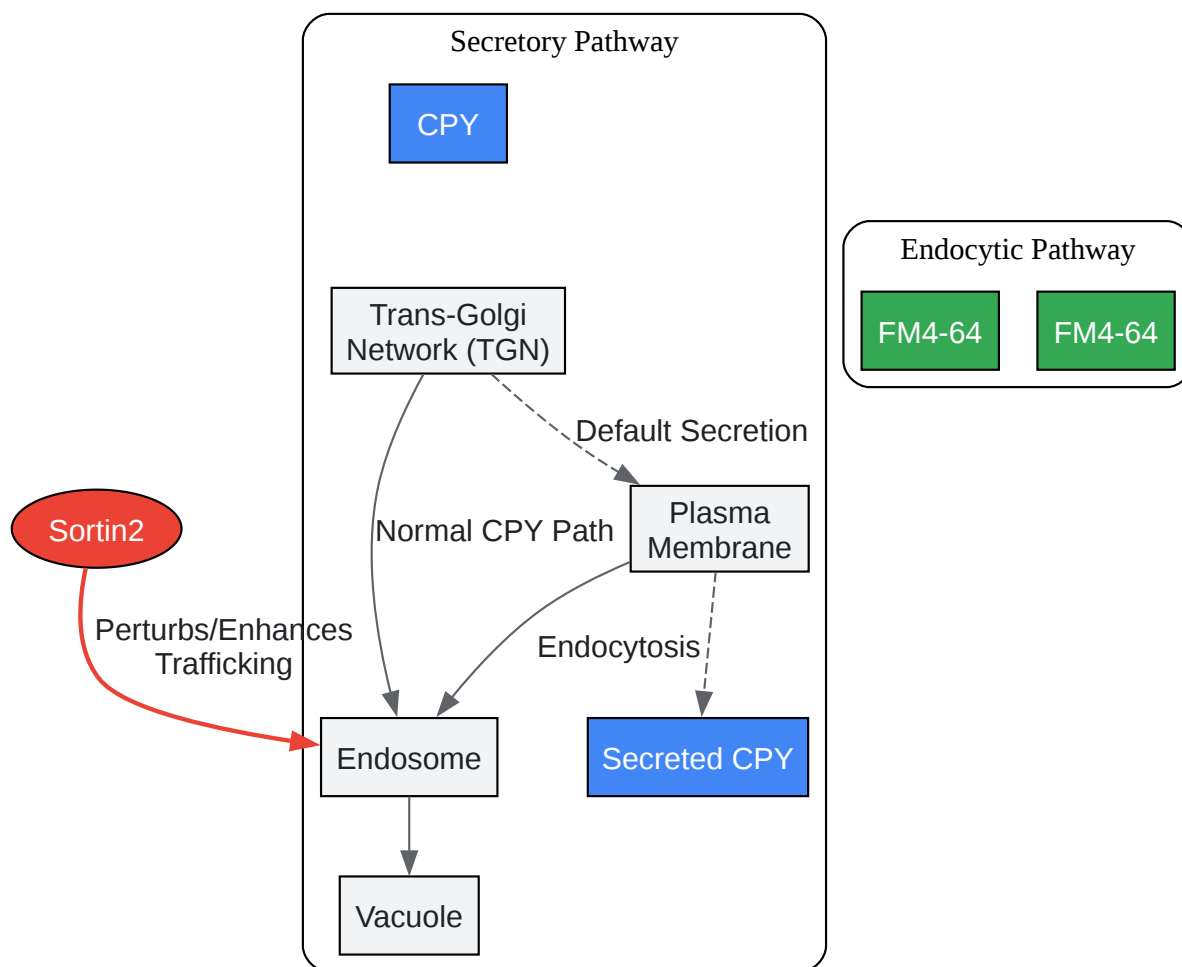 Secretory Pathway
CPY
Endocytic Pathway
FM4-64
FM4-64
Trans-Golgi
Network (TGN)
Default Secretion
Sortin2
Normal CPY Path
Plasma
Membrane
Perturbs/Enhances
Trafficking
Endocytosis
Endosome
Secreted CPY
Vacuole